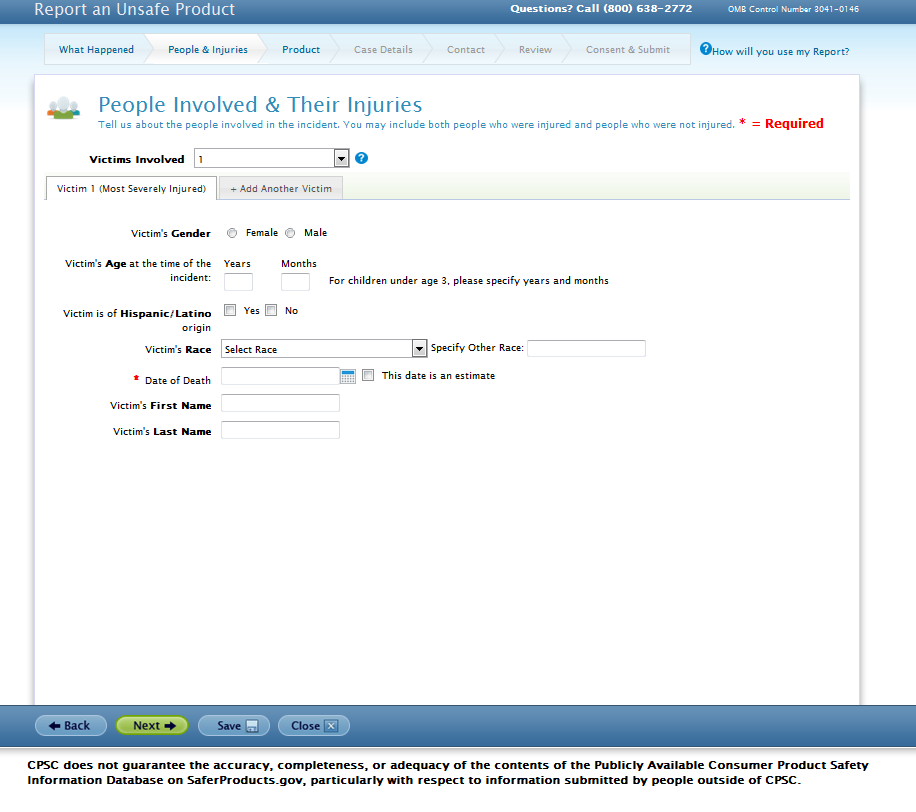 Report an Unsafe Product
Questions? Call (800) 638-2772
OMB Control Number 3041-0146
What Happened
People & Injuries
Product
Case Details
Contact
Review
Consent & Submit
?How will you use my Report?
People Involved & Their Injuries
Tell us about the people involved in the incident. You may include both people who were injured and people who were not injured. * = Required
Victims Involved 1 ?
Victim 1 (Most Severely Injured)
+ Add Another Victim
Victim's Gender Female Male
Victim's Age at the time of the
incident:
Years Months
For children under age 3, please specify years and months
Victim is of Hispanic/Latino
origin
Yes No
Victim's Race Select Race Specify Other Race:
* Date of Death This date is an estimate
Victim's First Name
Victim's Last Name
Back
Next
Save
Close
CPSC does not guarantee the accuracy, completeness, or adequacy of the contents of the Publicly Available Consumer Product Safety
Information Database on SaferProducts.gov, particularly with respect to information submitted by people outside of CPSC.